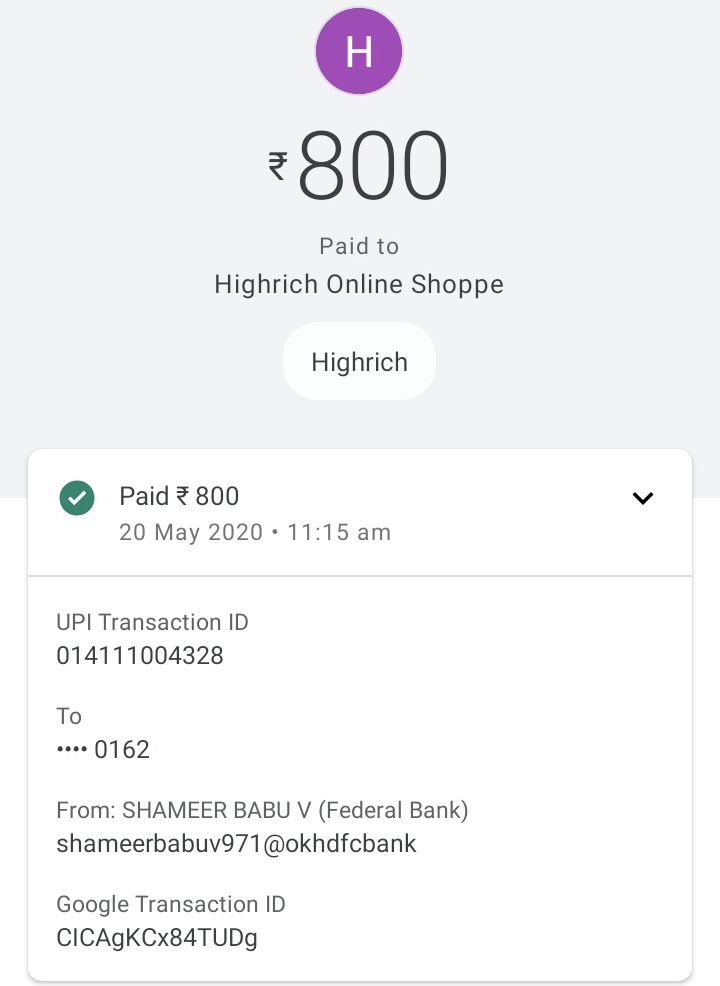 H
₹800
Paid to
Highrich Online Shoppe
Highrich
Paid ₹ 800
20 May 2020 • 11:15 am
UPI Transaction ID
014111004328
To
•••• 0162
From: SHAMEER BABU V (Federal Bank)
shameerbabuv971@okhdfcbank
Google Transaction ID
CICAgKCx84TUDg